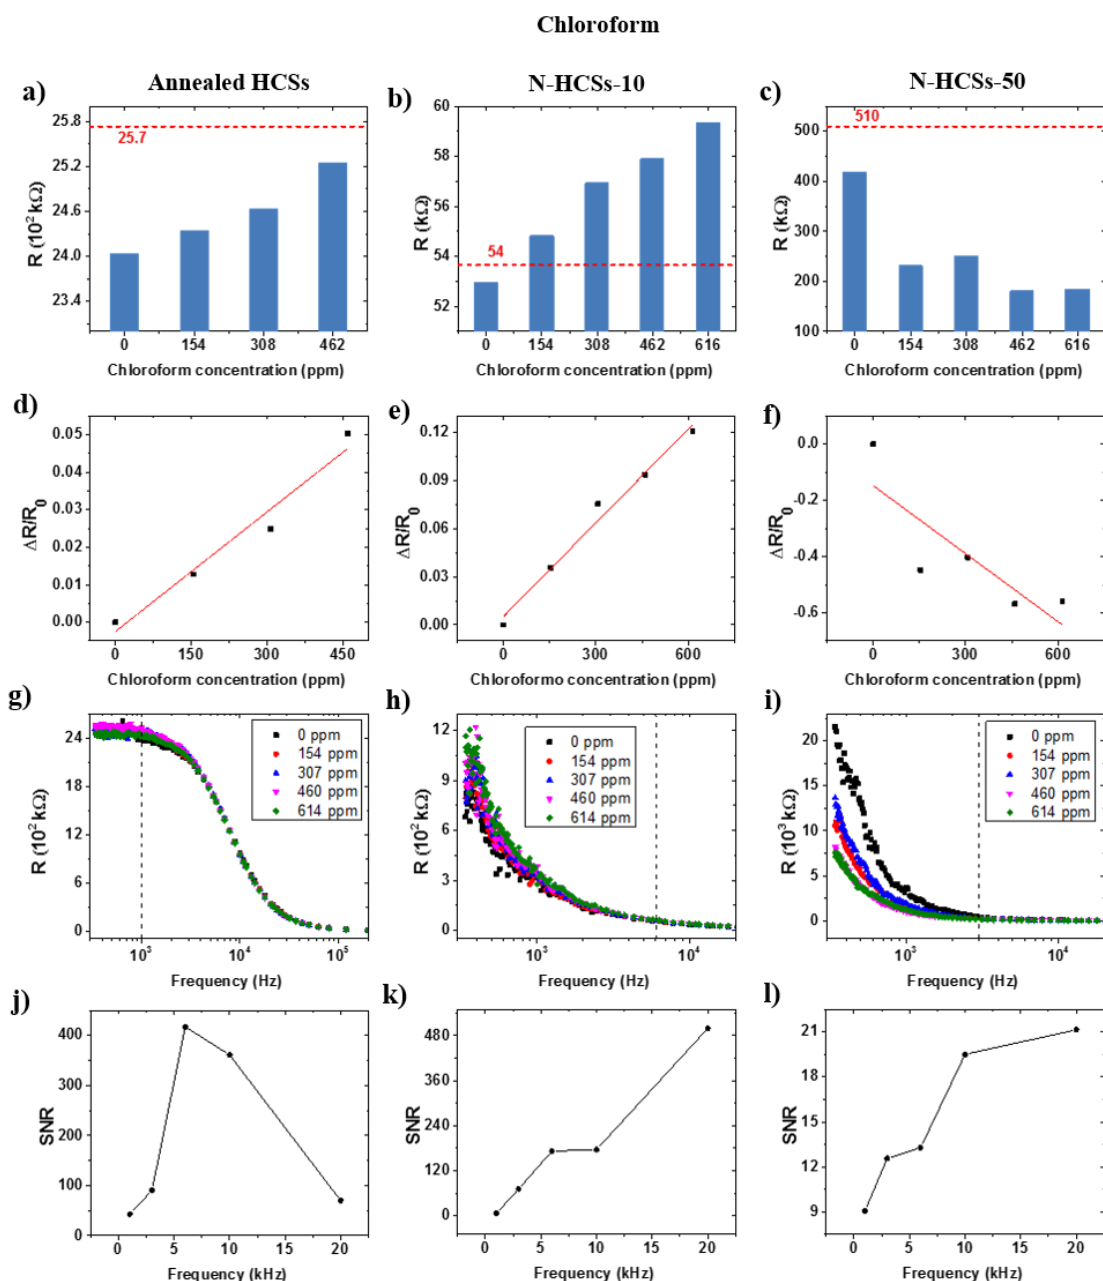 Chloroform
Annealed HCSs
N-HCSs-10
N-HCSs-50
a)
25.8
25.2
24.6
24.0
23.4
R (10² kΩ)
25.7
0 154 308 462
Chloroform concentration (ppm)
b)
60
58
56
54
52
R (kΩ)
54
0 154 308 462 616
Chloroform concentration (ppm)
c)
500
400
300
200
100
R (kΩ)
510
0 154 308 462 616
Chloroform concentration (ppm)
d)
0.05
0.04
0.03
0.02
0.01
0.00
ΔR/R₀
0 150 300 450
Chloroform concentration (ppm)
e)
0.12
0.09
0.06
0.03
0.00
ΔR/R₀
0 300 600
Chloroformo concentration (ppm)
f)
0.0
-0.2
-0.4
-0.6
ΔR/R₀
0 300 600
Chloroform concentration (ppm)
g)
24
18
12
6
0
R (10² kΩ)
0 ppm
154 ppm
307 ppm
460 ppm
614 ppm
10³ 10⁴ 10⁵
Frequency (Hz)
h)
12
9
6
3
0
R (10² kΩ)
0 ppm
154 ppm
307 ppm
460 ppm
614 ppm
10³ 10⁴
Frequency (Hz)
i)
20
15
10
5
0
R (10³ kΩ)
0 ppm
154 ppm
307 ppm
460 ppm
614 ppm
10³ 10⁴
Frequency (Hz)
j)
400
300
200
100
0
SNR
0 5 10 15 20
Frequency (kHz)
k)
480
360
240
120
0
SNR
0 5 10 15 20
Frequency (kHz)
l)
21
18
15
12
9
SNR
0 5 10 15 20
Frequency (kHz)